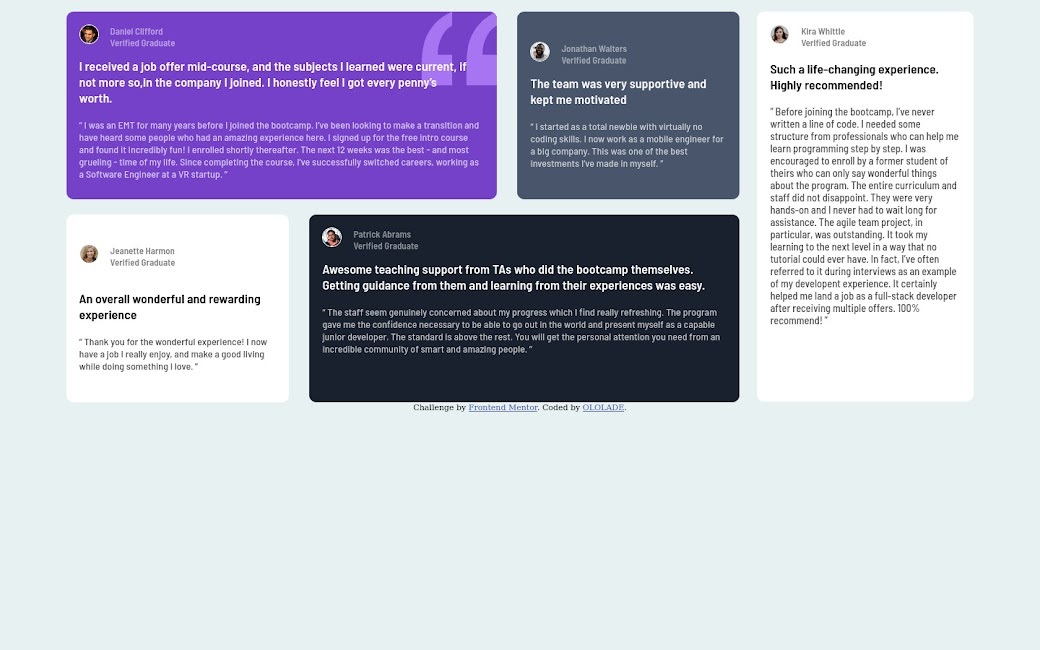 Daniel Clifford
Verified Graduate
I received a job offer mid-course, and the subjects I learned were current, if
not more so,in the company I joined. I honestly feel I got every penny's
worth.
“ I was an EMT for many years before I joined the bootcamp. I've been looking to make a transition and
have heard some people who had an amazing experience here. I signed up for the free intro course
and found it incredibly fun! I enrolled shortly thereafter. The next 12 weeks was the best - and most
grueling - time of my life. Since completing the course, I've successfully switched careers, working as
a Software Engineer at a VR startup. ”
Jonathan Walters
Verified Graduate
The team was very supportive and
kept me motivated
“ I started as a total newbie with virtually no
coding skills. I now work as a mobile engineer for
a big company. This was one of the best
investments I've made in myself. ”
Kira Whittle
Verified Graduate
Such a life-changing experience.
Highly recommended!
“ Before joining the bootcamp, I've never
written a line of code. I needed some
structure from professionals who can help me
learn programming step by step. I was
encouraged to enroll by a former student of
theirs who can only say wonderful things
about the program. The entire curriculum and
staff did not disappoint. They were very
hands-on and I never had to wait long for
assistance. The agile team project, in
particular, was outstanding. It took my
learning to the next level in a way that no
tutorial could ever have. In fact, I've often
referred to it during interviews as an example
of my developent experience. It certainly
helped me land a job as a full-stack developer
after receiving multiple offers. 100%
recommend! ”
Jeanette Harmon
Verified Graduate
An overall wonderful and rewarding
experience
“ Thank you for the wonderful experience! I now
have a job I really enjoy, and make a good living
while doing something I love. ”
Patrick Abrams
Verified Graduate
Awesome teaching support from TAs who did the bootcamp themselves.
Getting guidance from them and learning from their experiences was easy.
“ The staff seem genuinely concerned about my progress which I find really refreshing. The program
gave me the confidence necessary to be able to go out in the world and present myself as a capable
junior developer. The standard is above the rest. You will get the personal attention you need from an
incredible community of smart and amazing people. ”
Challenge by Frontend Mentor. Coded by OLOLADE.